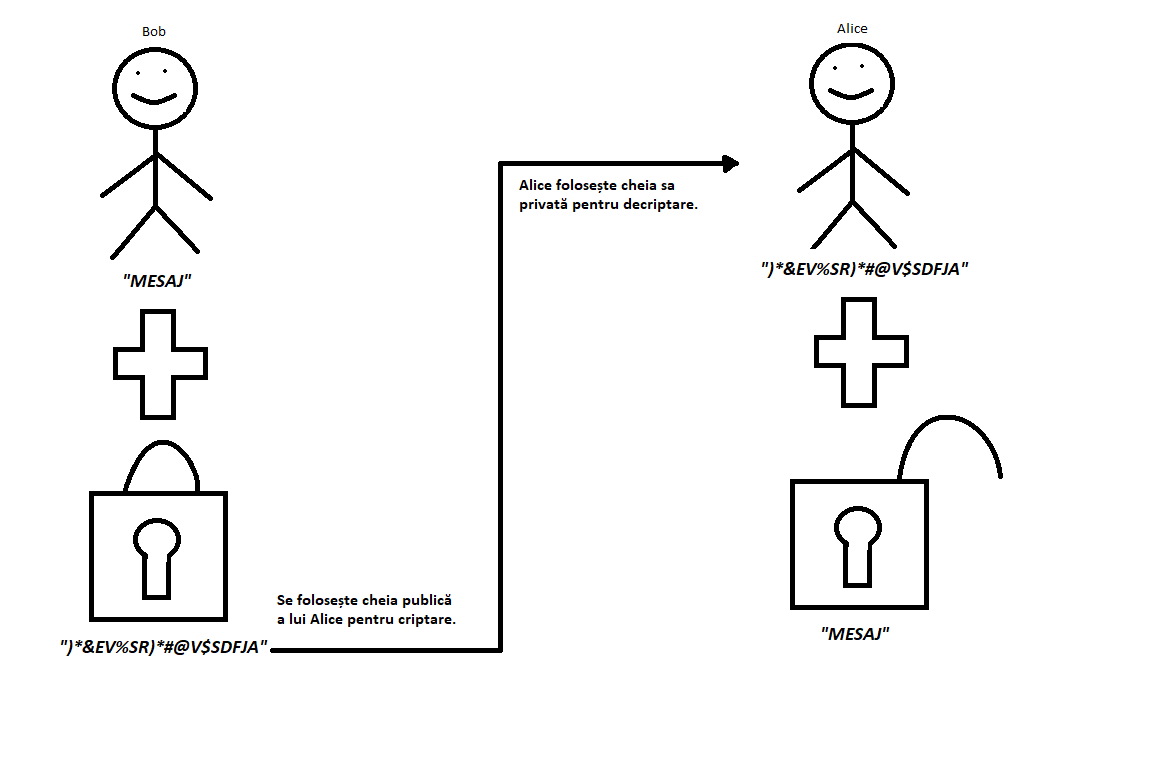 Bob
"MESAJ"
")*&EV%SR)*#@V$SDFJA"
Se folosește cheia publică
a lui Alice pentru criptare.
Alice folosește cheia sa
privată pentru decriptare.
Alice
")*&EV%SR)*#@V$SDFJA"
"MESAJ"